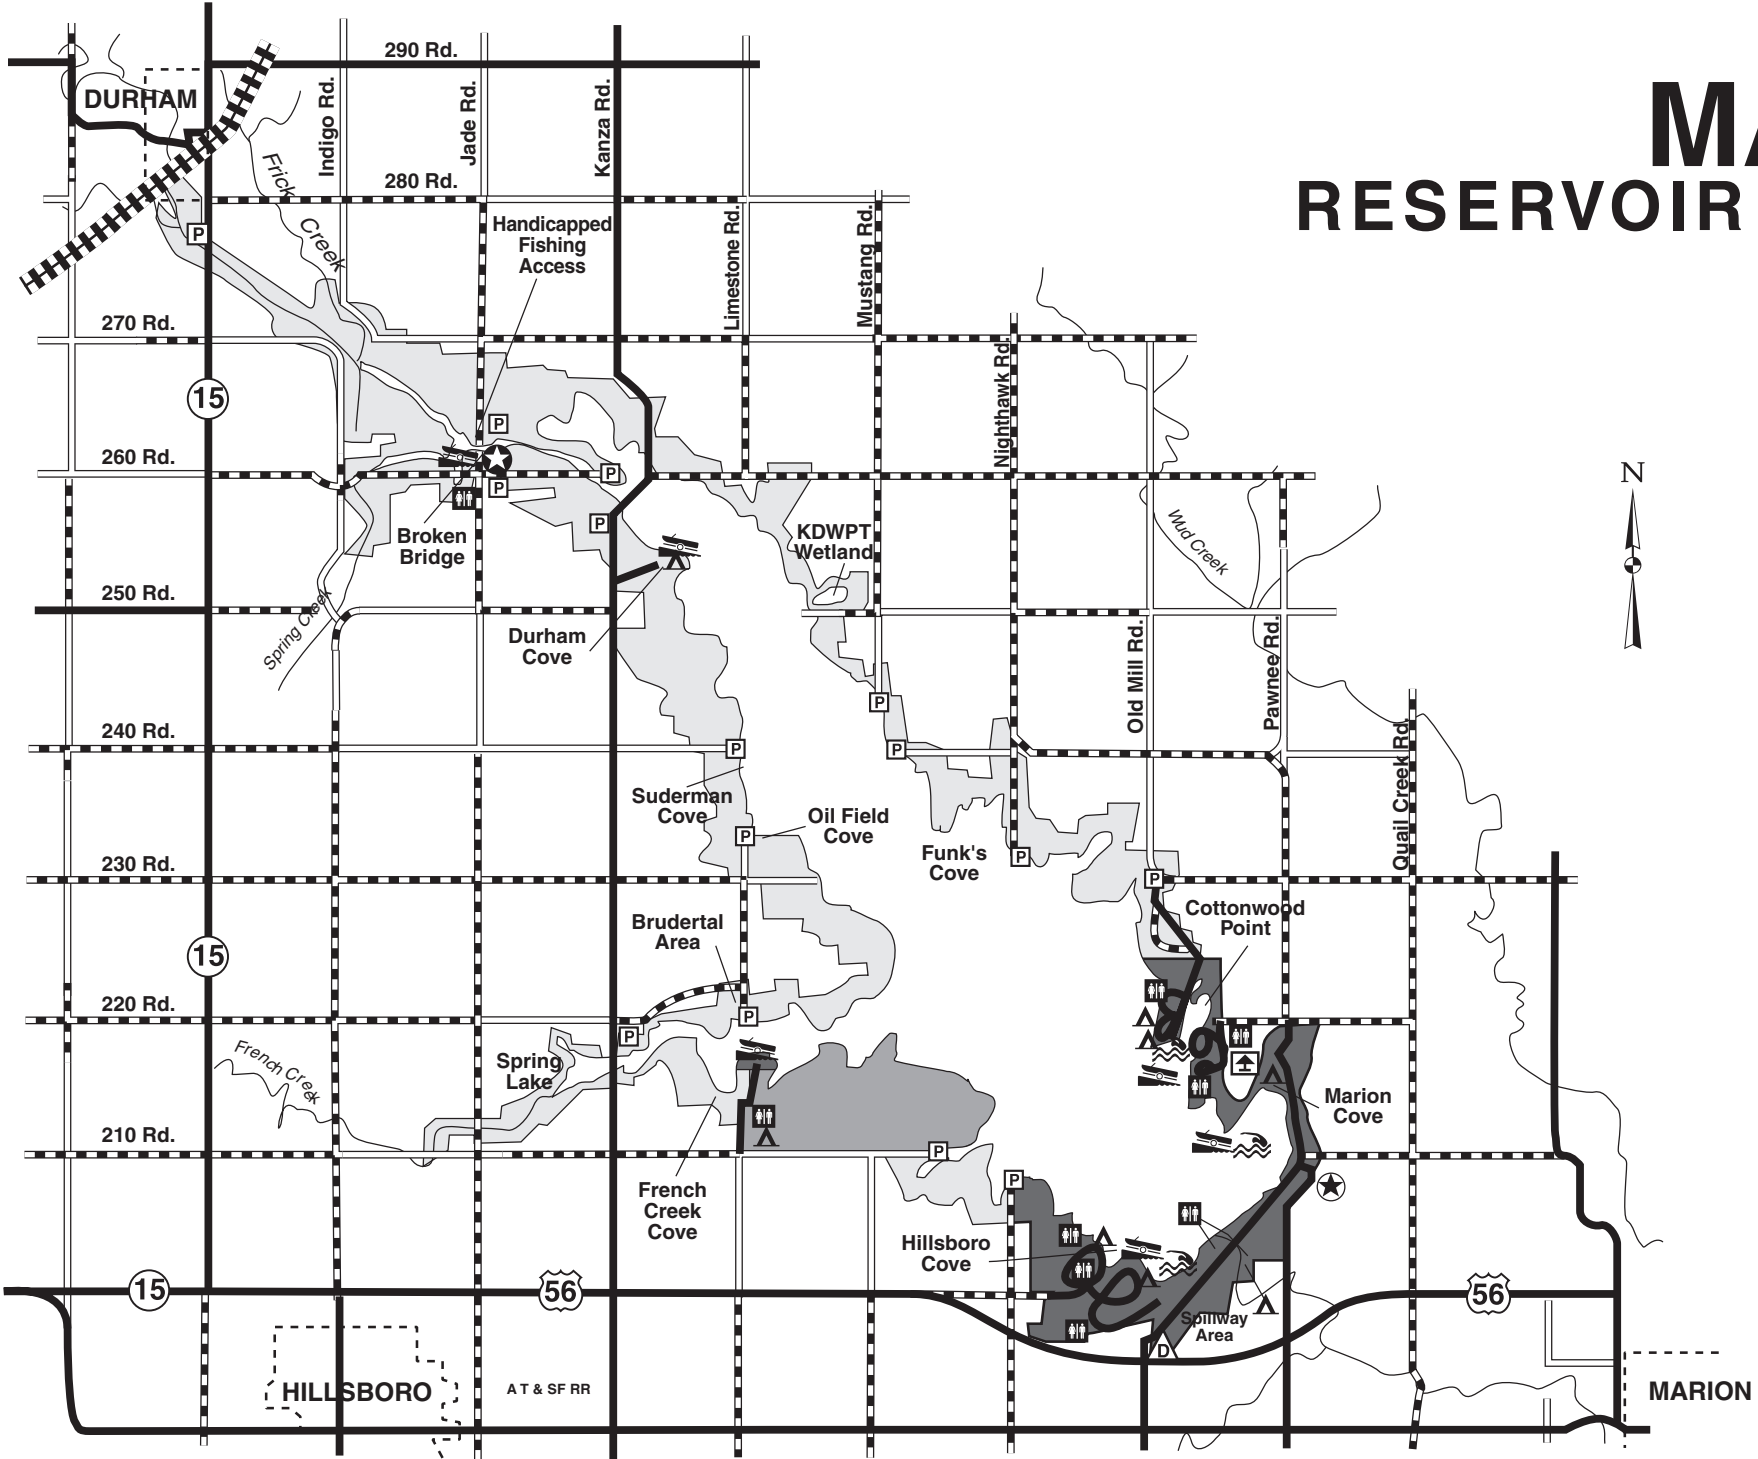 MA
RESERVOIR
290 Rd.
DURHAM
Indigo Rd.
Jade Rd.
Kanza Rd.
280 Rd.
Frick
Creek
P
Handicapped
Fishing
Access
Limestone Rd.
Mustang Rd.
270 Rd.
Nighthawk Rd.
15
P
260 Rd.
P
P
P
N
Broken
Bridge
KDWPT
Wetland
Wud Creek
250 Rd.
Spring Creek
Durham
Cove
Old Mill Rd.
Pawnee Rd.
P
240 Rd.
P
P
Quail Creek Rd.
Suderman
Cove
Oil Field
Cove
P
Funk's
Cove
P
230 Rd.
P
Brudertal
Area
Cottonwood
Point
15
220 Rd.
P
P
French Creek
Spring
Lake
Marion
Cove
210 Rd.
P
P
French
Creek
Cove
Hillsboro
Cove
15
56
56
Spillway
Area
D
HILLSBORO
A T & SF RR
MARION